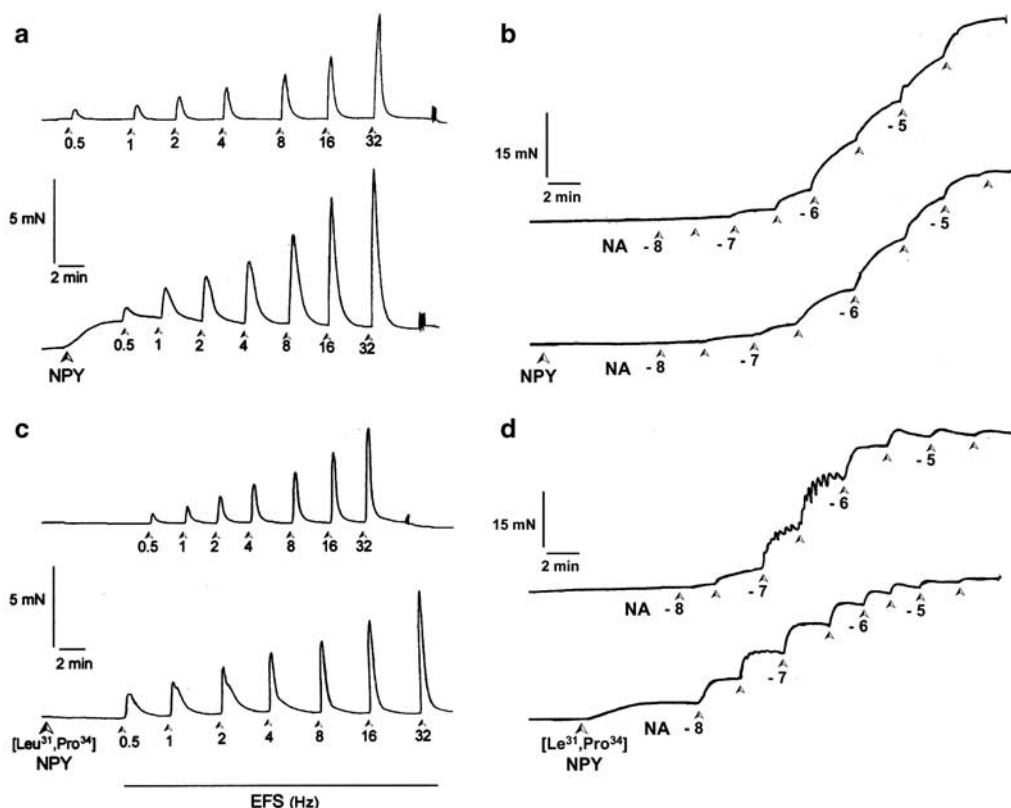 a
0.5 1 2 4 8 16 32
5 mN
2 min
0.5 1 2 4 8 16 32
NPY
b
15 mN
2 min
NA - 8 - 7 - 6 - 5
NA - 8 - 7 - 6 - 5
NPY
c
0.5 1 2 4 8 16 32
5 mN
2 min
0.5 1 2 4 8 16 32
[Leu31,Pro34]
NPY
EFS (Hz)
d
15 mN
2 min
NA - 8 - 7 - 6 - 5
NA - 8 - 7 - 6 - 5
[Le31,Pro34]
NPY